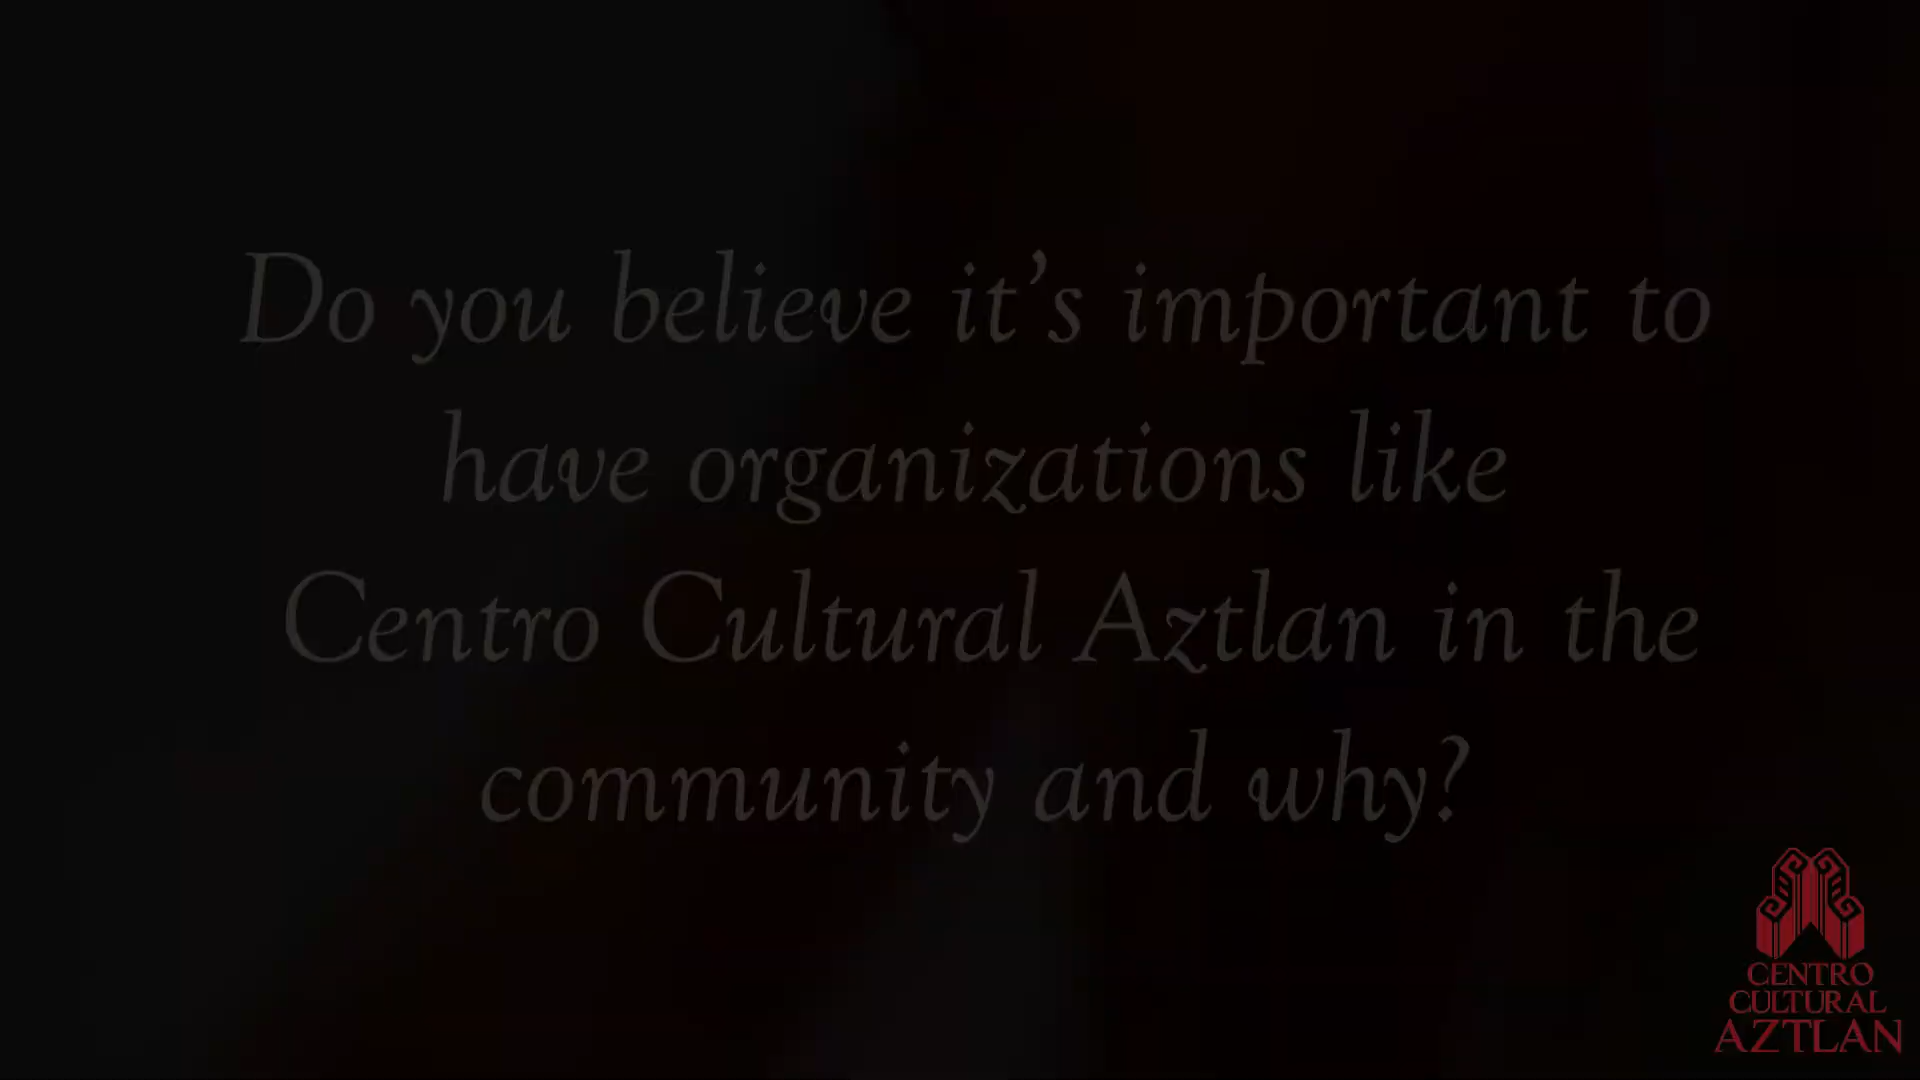 Do you believe it's important to
have organizations like
Centro Cultural Aztlan in the
community and why?
CENTRO
CULTURAL
AZTLAN